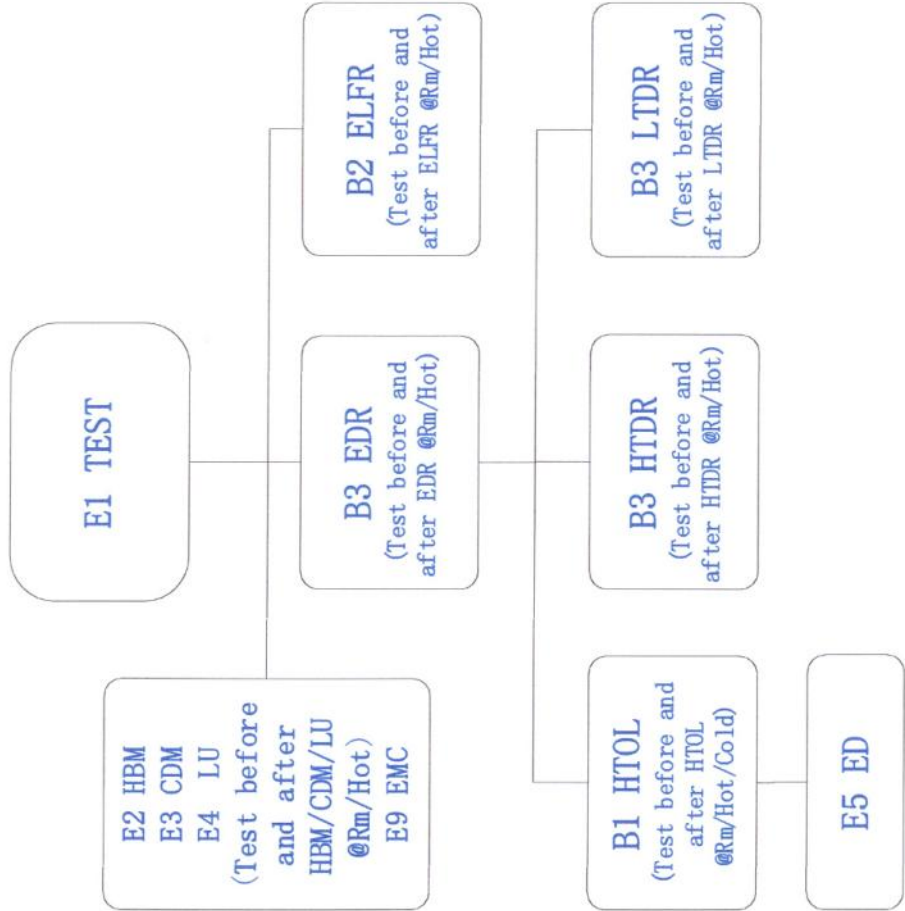 E1 TEST
E2 HBM
E3 CDM
E4 LU
(Test before
and after
HBM/CDM/LU
@Rm/Hot)
E9 EMC
B3 EDR
(Test before and
after EDR @Rm/Hot)
B2 ELFR
(Test before and
after ELFR @Rm/Hot)
B1 HTOL
(Test before and
after HTOL
@Rm/Hot/Cold)
B3 HTDR
(Test before and
after HTDR @Rm/Hot)
B3 LTDR
(Test before and
after LTDR @Rm/Hot)
E5 ED